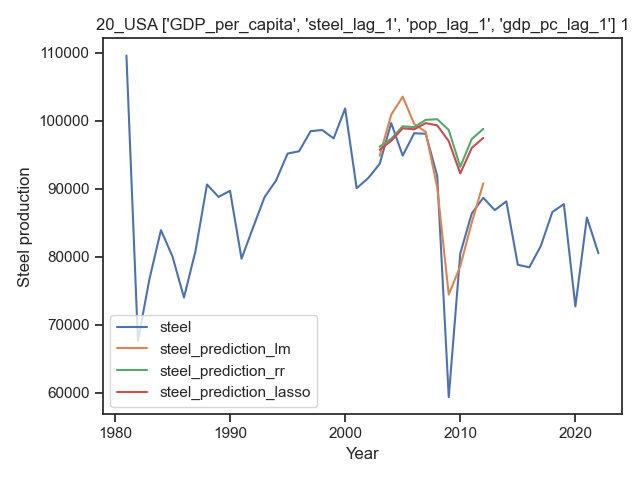 20_USA ['GDP_per_capita', 'steel_lag_1', 'pop_lag_1', 'gdp_pc_lag_1'] 1
110000
100000
90000
80000
70000
60000
Steel production
steel
steel_prediction_lm
steel_prediction_rr
steel_prediction_lasso
1980
1990
2000
2010
2020
Year